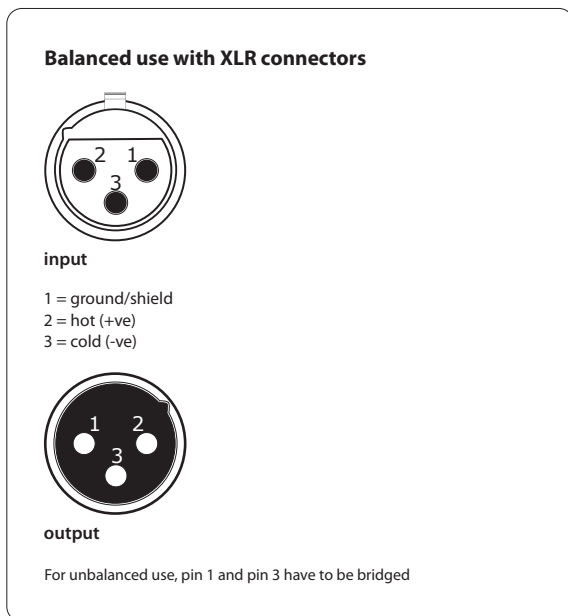 Balanced use with XLR connectors
2 1
3
input
1 = ground/shield
2 = hot (+ve)
3 = cold (-ve)
1 2
3
output
For unbalanced use, pin 1 and pin 3 have to be bridged